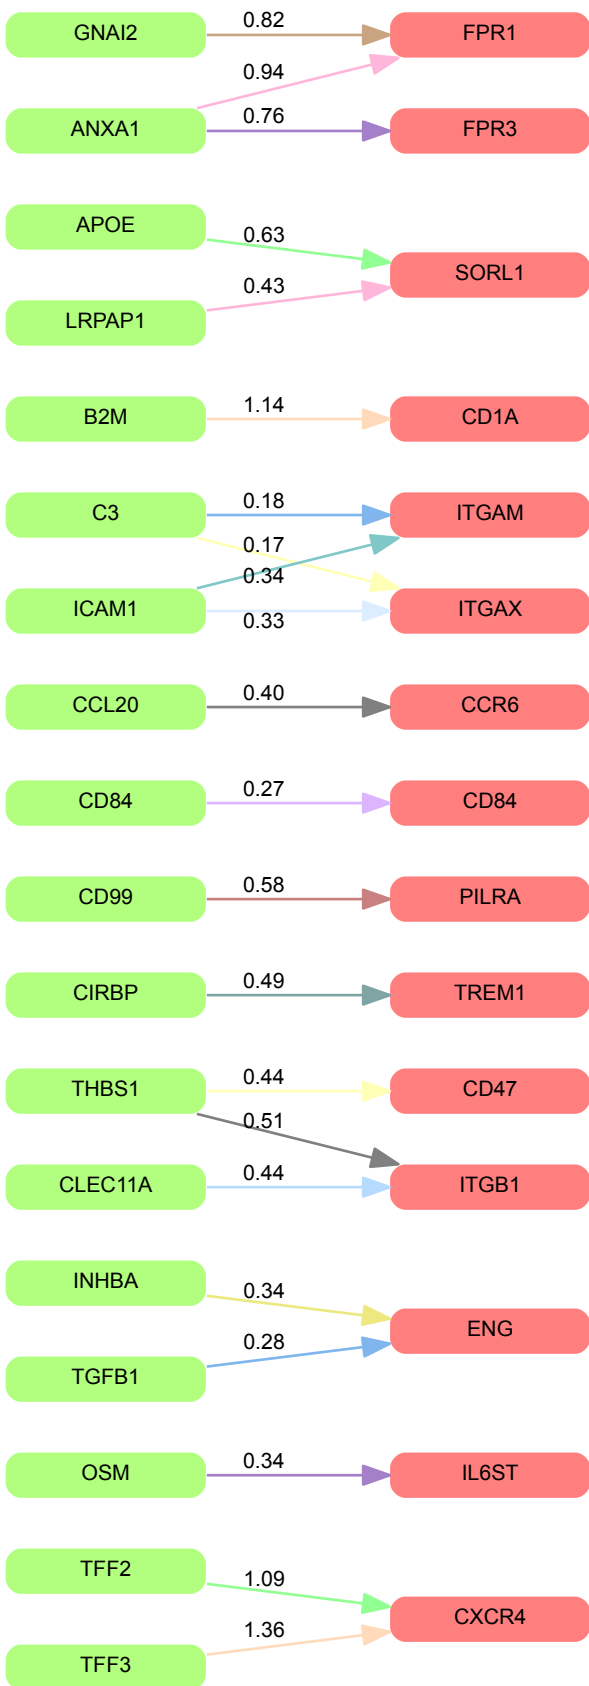 0.82
GNAI2 FPR1
0.94
ANXA1 0.76 FPR3
APOE
0.63
SORL1
0.43
LRPAP1
1.14
B2M CD1A
0.18
C3 ITGAM
0.17
0.34
ICAM1 ITGAX
0.33
0.40
CCL20 CCR6
0.27
CD84 CD84
0.58
CD99 PILRA
0.49
CIRBP TREM1
0.44
THBS1 CD47
0.51
0.44
CLEC11A ITGB1
INHBA
0.34
ENG
0.28
TGFB1
0.34
OSM IL6ST
TFF2
1.09
CXCR4
1.36
TFF3